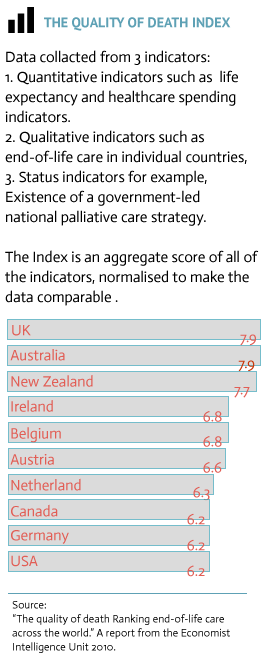 THE QUALITY OF DEATH INDEX
Data collacted from 3 indicators:
1. Quantitative indicators such as life
expectancy and healthcare spending
indicators.
2. Qualitative indicators such as
end-of-life care in individual countries,
3. Status indicators for example,
Existence of a government-led
national palliative care strategy.
The Index is an aggregate score of all of
the indicators, normalised to make the
data comparable .
UK
7.9
Australia
7.9
New Zealand
7.7
Ireland
6.8
Belgium
6.8
Austria
6.6
Netherland
6.3
Canada
6.2
Germany
6.2
USA
6.2
Source:
"The quality of death Ranking end-of-life care
across the world." A report from the Economist
Intelligence Unit 2010.